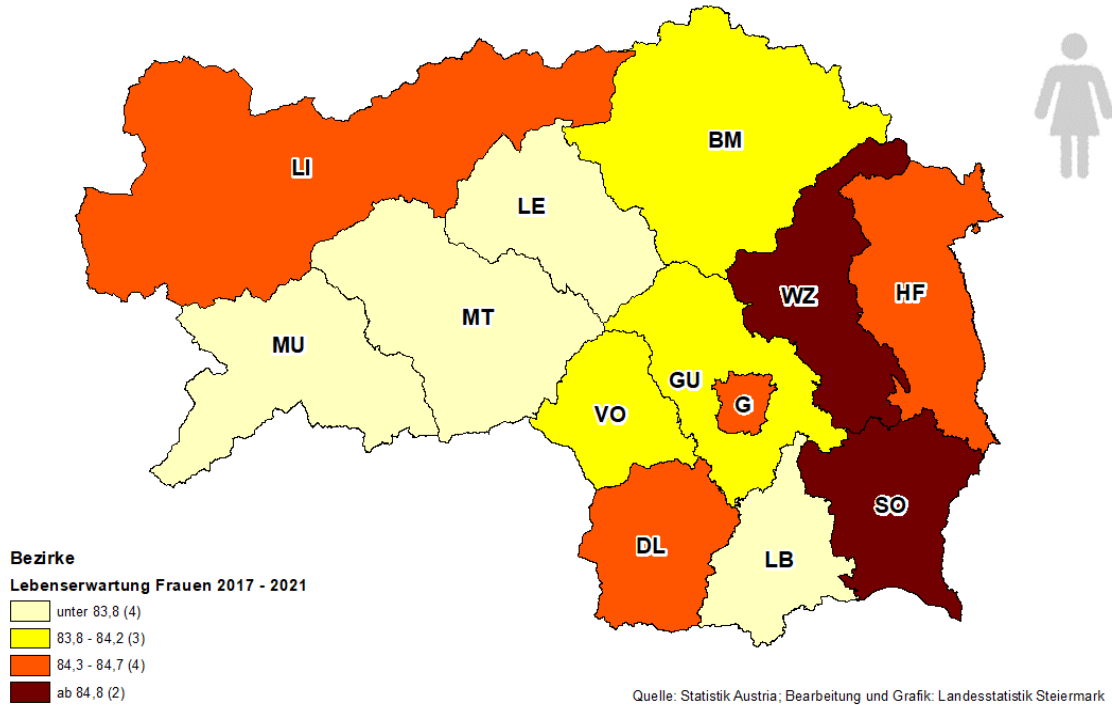 BM
LI
LE
WZ
HF
MT
MU
GU
G
VO
SO
DL
LB
Bezirke
Lebenserwartung Frauen 2017 - 2021
unter 83,8 (4)
83,8 - 84,2 (3)
84,3 - 84,7 (4)
ab 84,8 (2)
Quelle: Statistik Austria; Bearbeitung und Grafik: Landesstatistik Steiermark